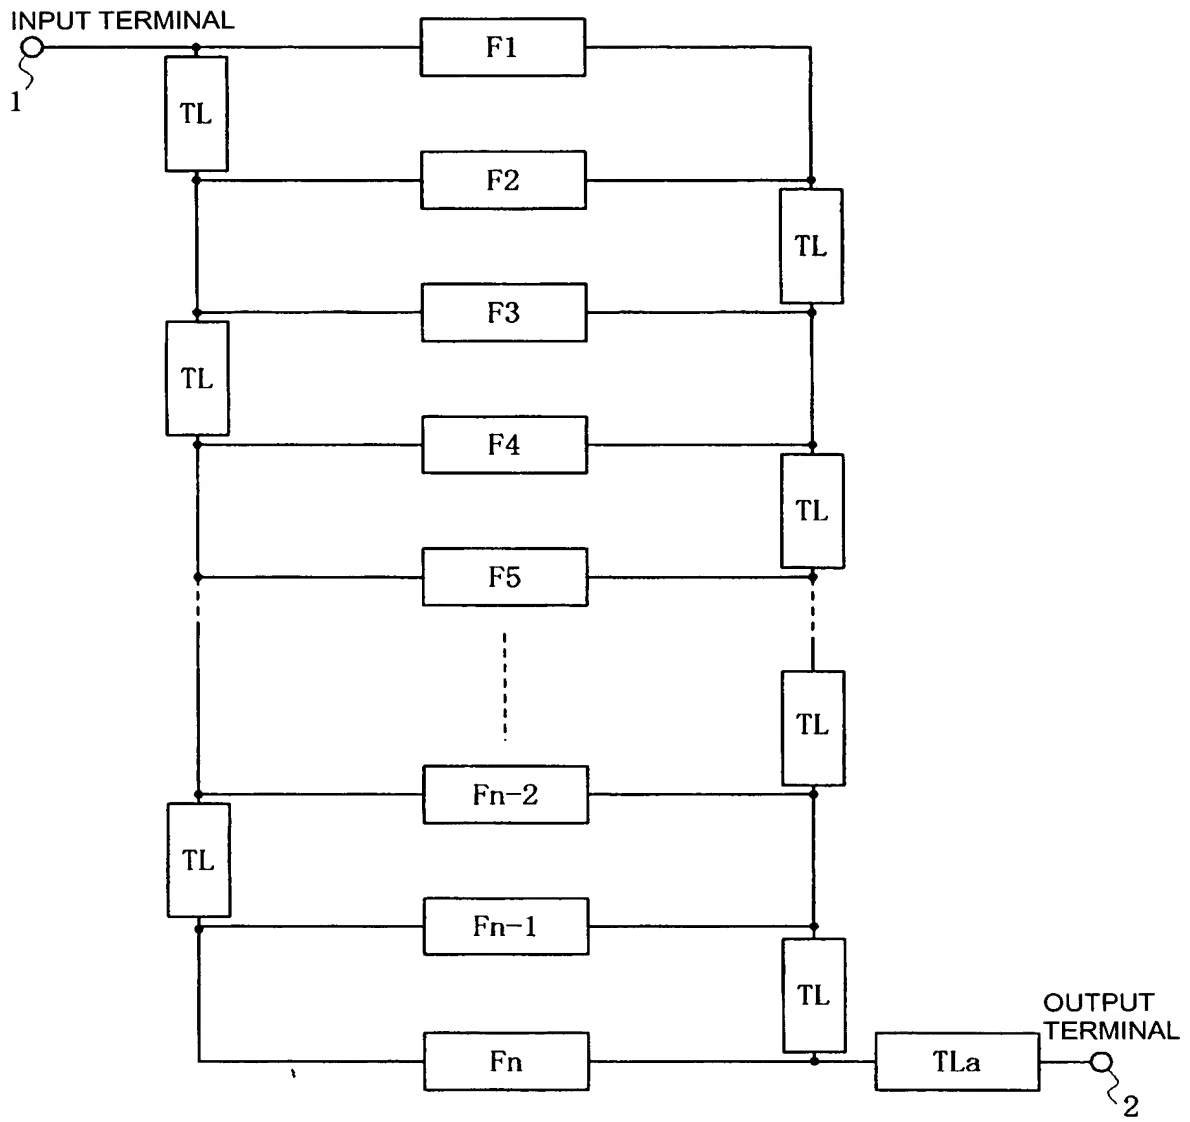 INPUT TERMINAL
1
F1
TL
F2
TL
F3
TL
F4
TL
F5
TL
Fn-2
TL
Fn-1
TL
OUTPUT
TERMINAL
Fn
TLa
2